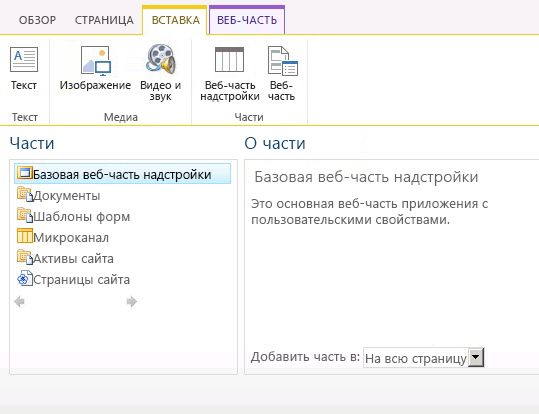 ОБЗОР СТРАНИЦА ВСТАВКА ВЕБ-ЧАСТЬ
Текст Изображение Видео и звук Веб-часть надстройки Веб-часть
Текст Медиа Части
Части
Базовая веб-часть надстройки
Документы
Шаблоны форм
Микроканал
Активы сайта
Страницы сайта
О части
Базовая веб-часть надстройки
Это основная веб-часть приложения с
пользовательскими свойствами.
Добавить часть в: На всю страницу